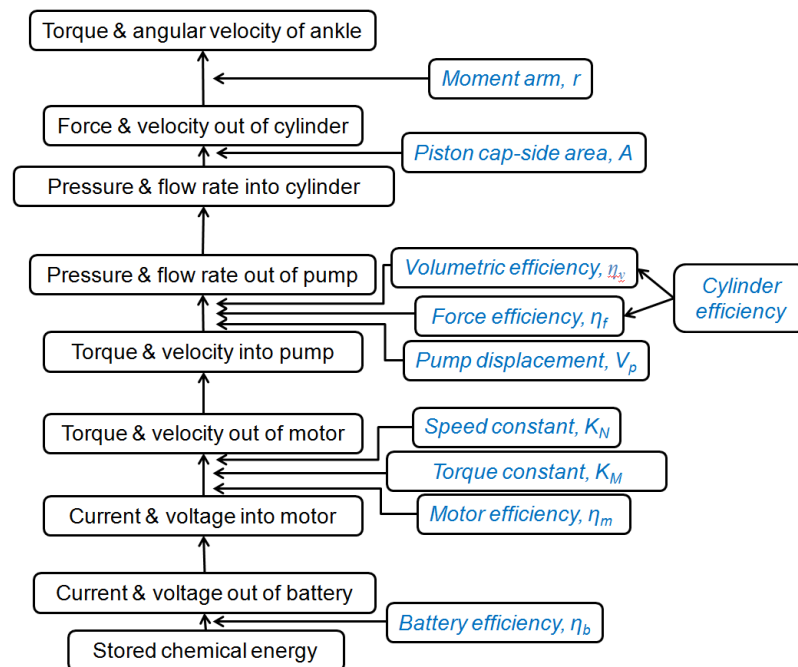 Torque & angular velocity of ankle
Moment arm, r
Force & velocity out of cylinder
Piston cap-side area, A
Pressure & flow rate into cylinder
Volumetric efficiency, ηv
Pressure & flow rate out of pump
Cylinder
efficiency
Force efficiency, ηf
Torque & velocity into pump
Pump displacement, Vp
Speed constant, KN
Torque & velocity out of motor
Torque constant, KM
Current & voltage into motor
Motor efficiency, ηm
Current & voltage out of battery
Battery efficiency, ηb
Stored chemical energy